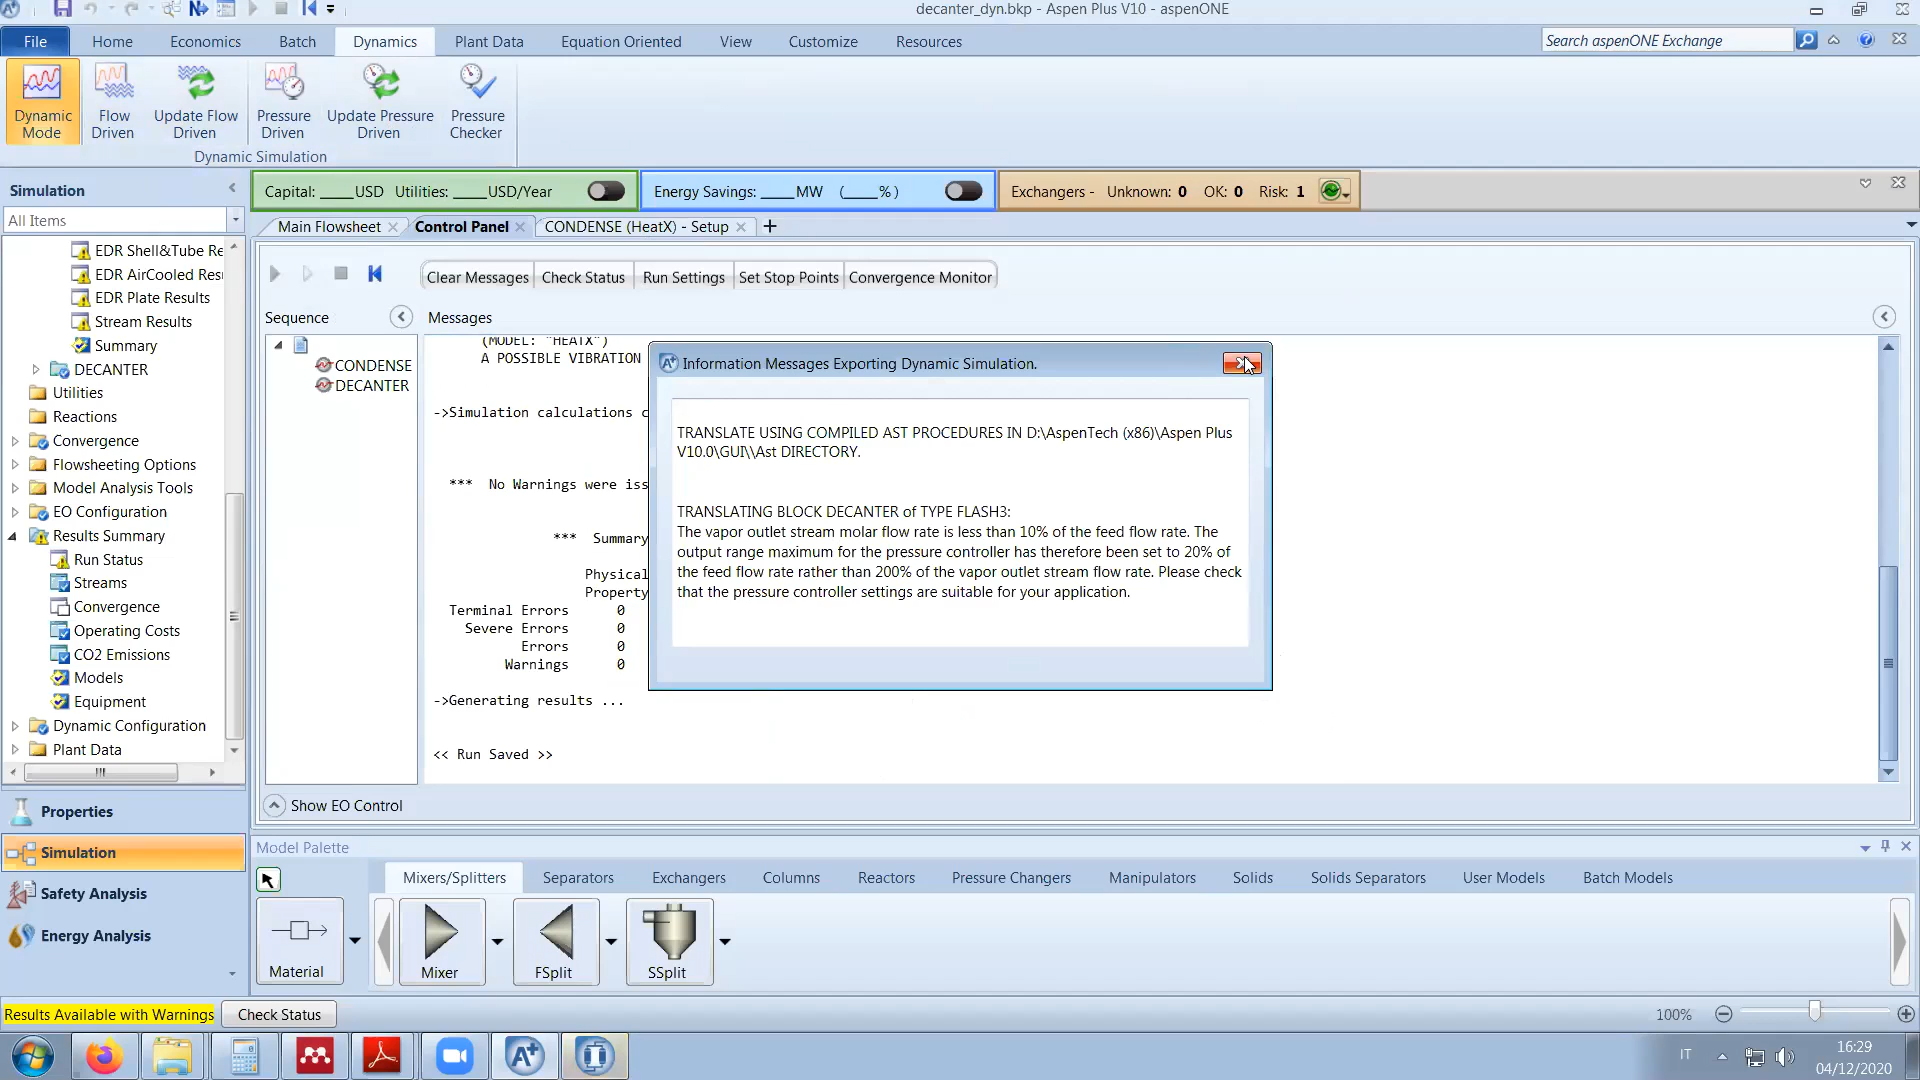 decanter_dyn.bkp - Aspen Plus V10 - aspenONE
File Home Economics Batch Dynamics Plant Data Equation Oriented View Customize Resources Search aspenONE Exchange
Dynamic Mode
Flow Driven
Update Flow Driven
Pressure Driven
Update Pressure Driven
Pressure Checker
Dynamic Simulation
Simulation
Capital: ____USD Utilities: ____USD/Year
Energy Savings: ____MW (____%)
Exchangers - Unknown: 0 OK: 0 Risk: 1
All Items
Main Flowsheet Control Panel CONDENSE (HeatX) - Setup
EDR Shell&Tube Re
EDR AirCooled Resu
EDR Plate Results
Stream Results
Summary
DECANTER
Utilities
Reactions
Convergence
Flowsheeting Options
Model Analysis Tools
EO Configuration
Results Summary
Run Status
Streams
Convergence
Operating Costs
CO2 Emissions
Models
Equipment
Dynamic Configuration
Plant Data
Properties
Simulation
Safety Analysis
Energy Analysis
Clear Messages Check Status Run Settings Set Stop Points Convergence Monitor
Sequence
CONDENSE
DECANTER
Messages
(MODEL: "HEATX")
A POSSIBLE VIBRATION
->Simulation calculations c
*** No Warnings were iss
*** Summary
Physical
Property
Terminal Errors 0
Severe Errors 0
Errors 0
Warnings 0
->Generating results ...
<< Run Saved >>
Information Messages Exporting Dynamic Simulation.
TRANSLATE USING COMPILED AST PROCEDURES IN D:\AspenTech (x86)\Aspen Plus
V10.0\GUI\\Ast DIRECTORY.
TRANSLATING BLOCK DECANTER of TYPE FLASH3:
The vapor outlet stream molar flow rate is less than 10% of the feed flow rate. The
output range maximum for the pressure controller has therefore been set to 20% of
the feed flow rate rather than 200% of the vapor outlet stream flow rate. Please check
that the pressure controller settings are suitable for your application.
Show EO Control
Model Palette
Mixers/Splitters Separators Exchangers Columns Reactors Pressure Changers Manipulators Solids Solids Separators User Models Batch Models
Material Mixer FSplit SSplit
Results Available with Warnings Check Status 100%
IT 16:29
04/12/2020